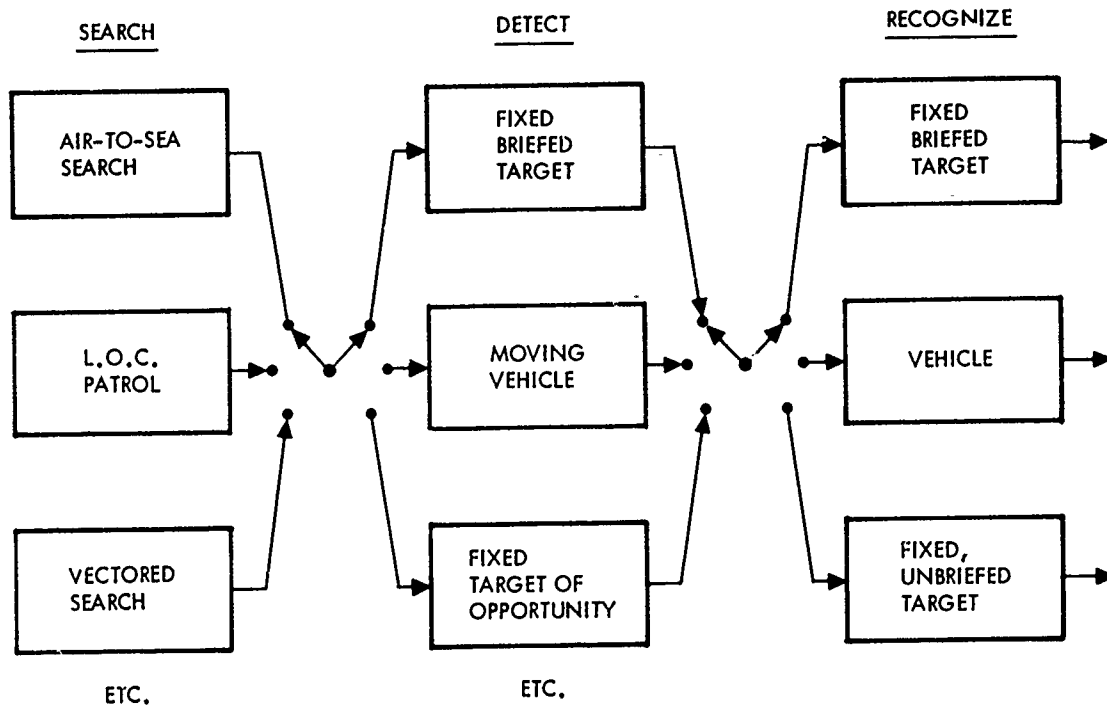 SEARCH
AIR-TO-SEA
SEARCH
L.O.C.
PATROL
VECTORED
SEARCH
ETC.
DETECT
FIXED
BRIEFED
TARGET
MOVING
VEHICLE
FIXED
TARGET OF
OPPORTUNITY
ETC.
RECOGNIZE
FIXED
BRIEFED
TARGET
VEHICLE
FIXED,
UNBRIEFED
TARGET